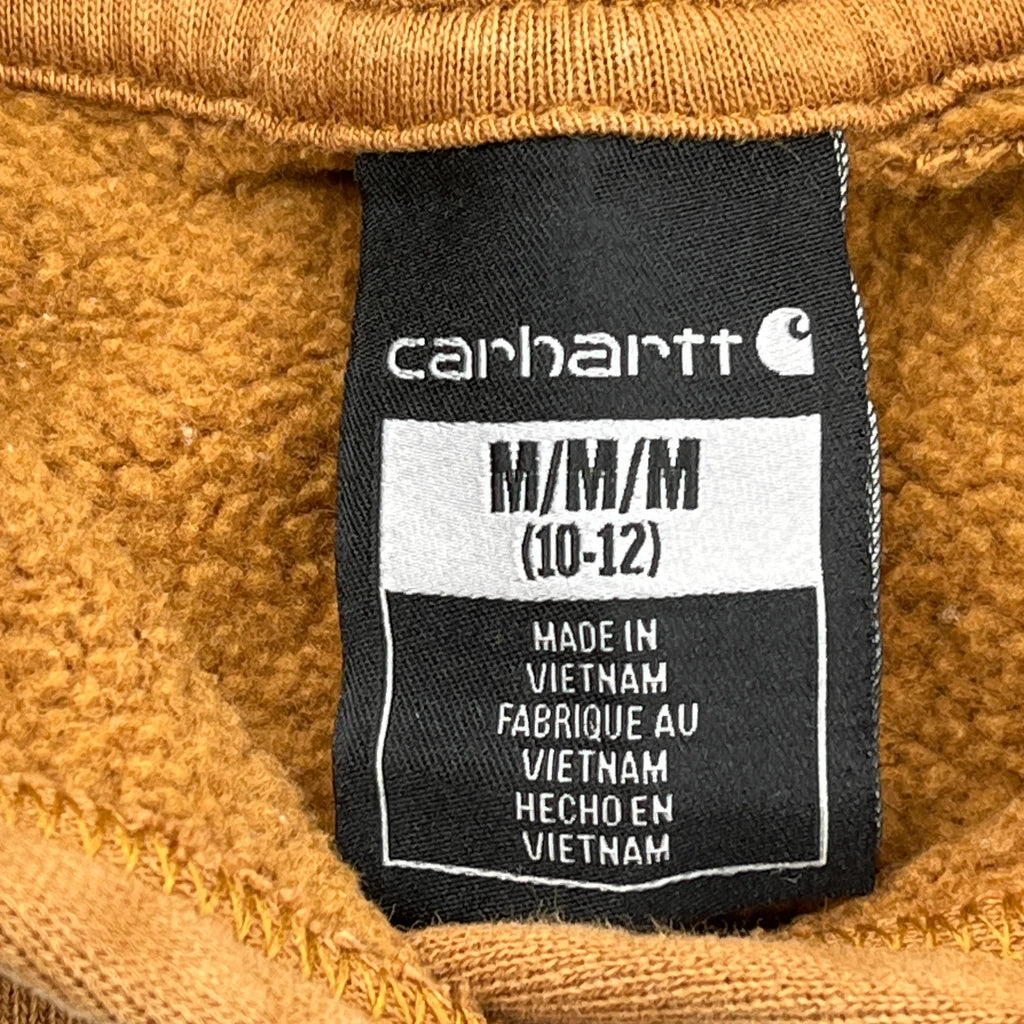 carhartt
M/M/M
(10-12)
MADE IN
VIETNAM
FABRIQUE AU
VIETNAM
HECHO EN
VIETNAM